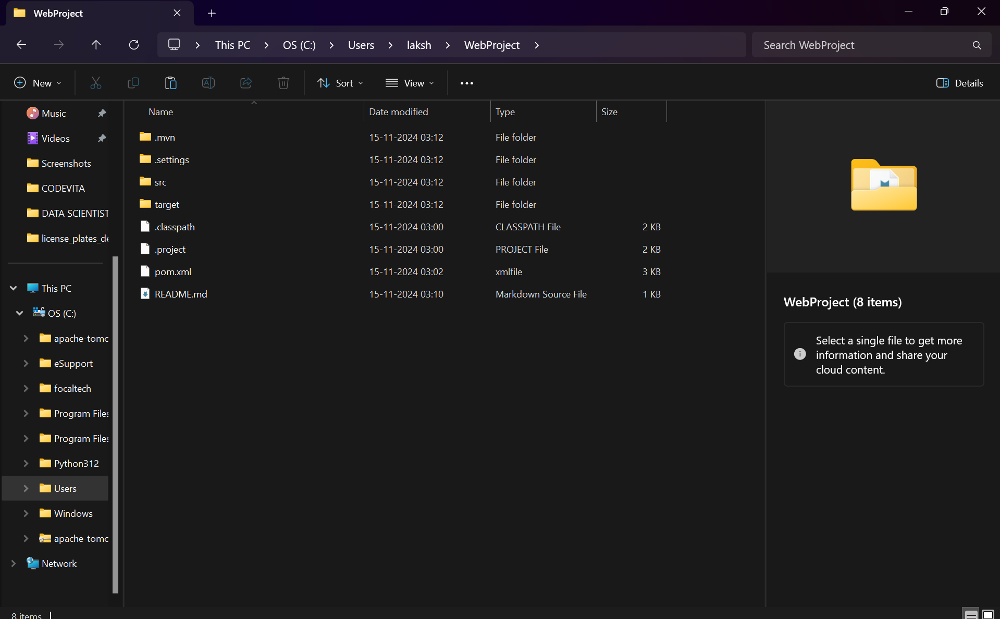 WebProject
This PC > OS (C:) > Users > laksh > WebProject >
Search WebProject
New
Sort
View
Details
Music
Videos
Screenshots
CODEVITA
DATA SCIENTIST
license_plates_de
This PC
OS (C:)
apache-tomc
eSupport
focaltech
Program Files
Program Files
Python312
Users
Windows
apache-tomc
Network
Name Date modified Type Size
.mvn 15-11-2024 03:12 File folder
.settings 15-11-2024 03:12 File folder
src 15-11-2024 03:12 File folder
target 15-11-2024 03:12 File folder
.classpath 15-11-2024 03:00 CLASSPATH File 2 KB
.project 15-11-2024 03:00 PROJECT File 2 KB
pom.xml 15-11-2024 03:02 xmlfile 3 KB
README.md 15-11-2024 03:10 Markdown Source File 1 KB
WebProject (8 items)
Select a single file to get more
information and share your
cloud content.
8 items